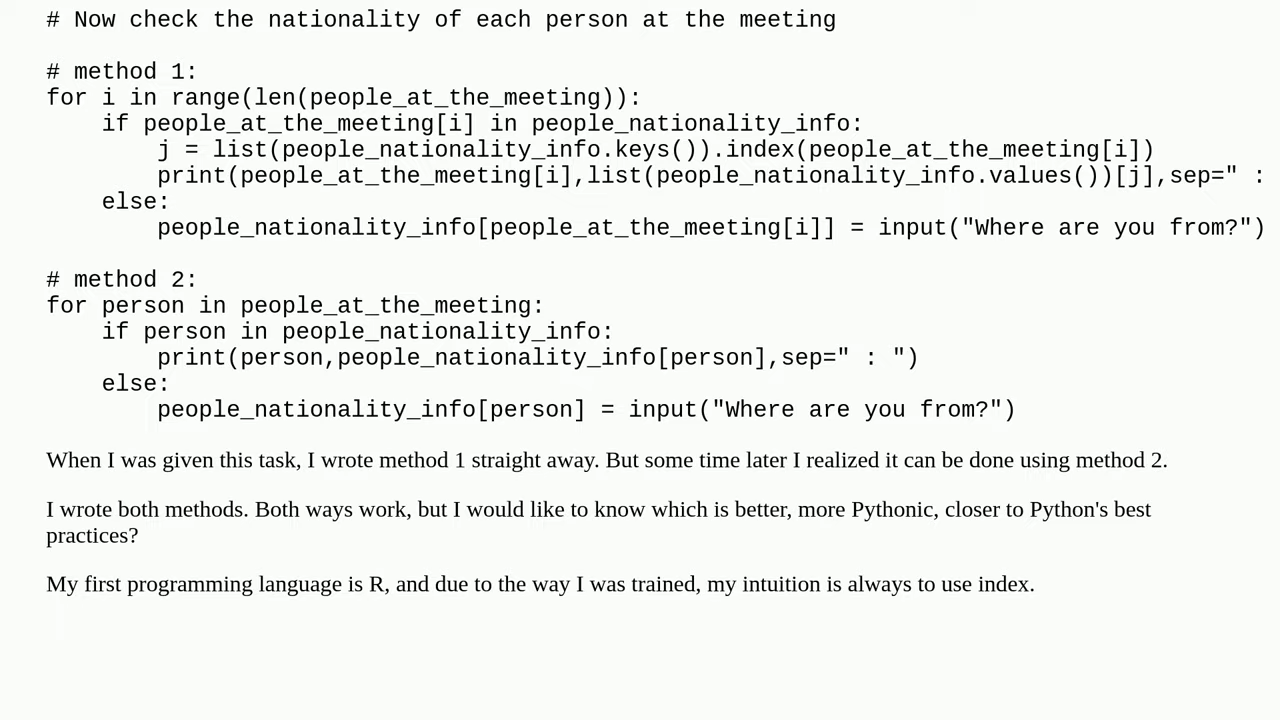 # Now check the nationality of each person at the meeting

# method 1:
for i in range(len(people_at_the_meeting)):
    if people_at_the_meeting[i] in people_nationality_info:
        j = list(people_nationality_info.keys()).index(people_at_the_meeting[i])
        print(people_at_the_meeting[i],list(people_nationality_info.values())[j],sep=" :
    else:
        people_nationality_info[people_at_the_meeting[i]] = input("Where are you from?")

# method 2:
for person in people_at_the_meeting:
    if person in people_nationality_info:
        print(person,people_nationality_info[person],sep=" : ")
    else:
        people_nationality_info[person] = input("Where are you from?")

When I was given this task, I wrote method 1 straight away. But some time later I realized it can be done using method 2.

I wrote both methods. Both ways work, but I would like to know which is better, more Pythonic, closer to Python's best
practices?

My first programming language is R, and due to the way I was trained, my intuition is always to use index.